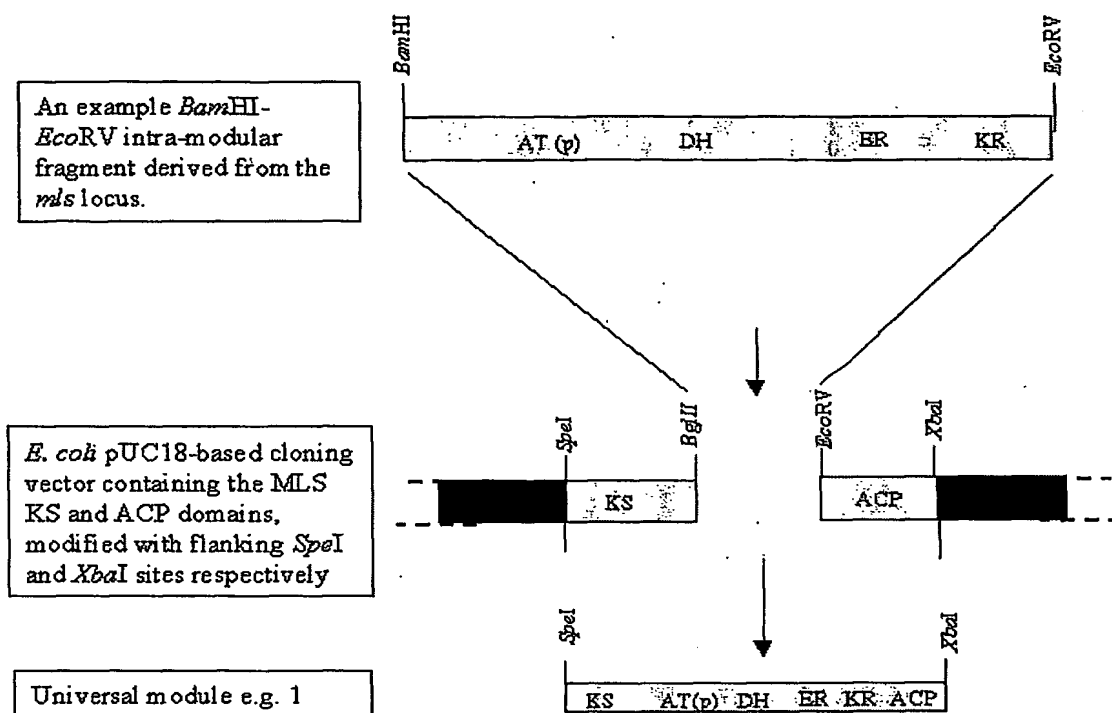 BamHI
EcoRV
An example BamHI-
EcoRV intra-modular
fragment derived from the
mls locus.
AT (p)
DH
ER
KR
SpeI
BglII
EcoRV
XbaI
E. coli pUC18-based cloning
vector containing the MLS
KS and ACP domains,
modified with flanking SpeI
and XbaI sites respectively
KS
ACP
SpeI
XbaI
Universal module e.g. 1
KS AT(p) DH ER KR ACP